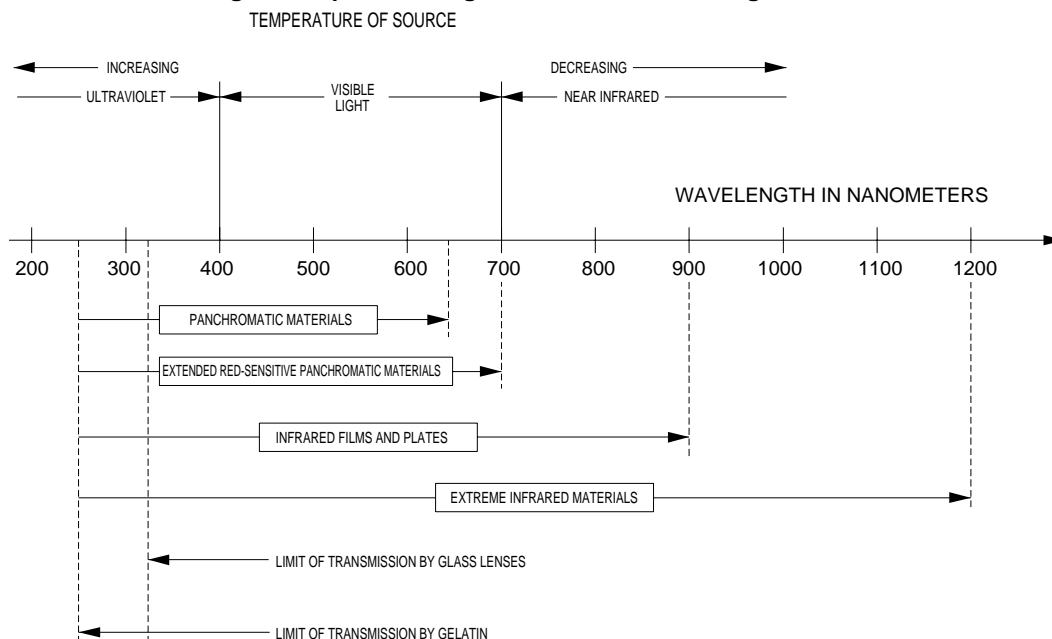 TEMPERATURE OF SOURCE
INCREASING DECREASING
ULTRAVIOLET VISIBLE LIGHT NEAR INFRARED
WAVELENGTH IN NANOMETERS
200 300 400 500 600 700 800 900 1000 1100 1200
PANCHROMATIC MATERIALS
EXTENDED RED-SENSITIVE PANCHROMATIC MATERIALS
INFRARED FILMS AND PLATES
EXTREME INFRARED MATERIALS
LIMIT OF TRANSMISSION BY GLASS LENSES
LIMIT OF TRANSMISSION BY GELATIN